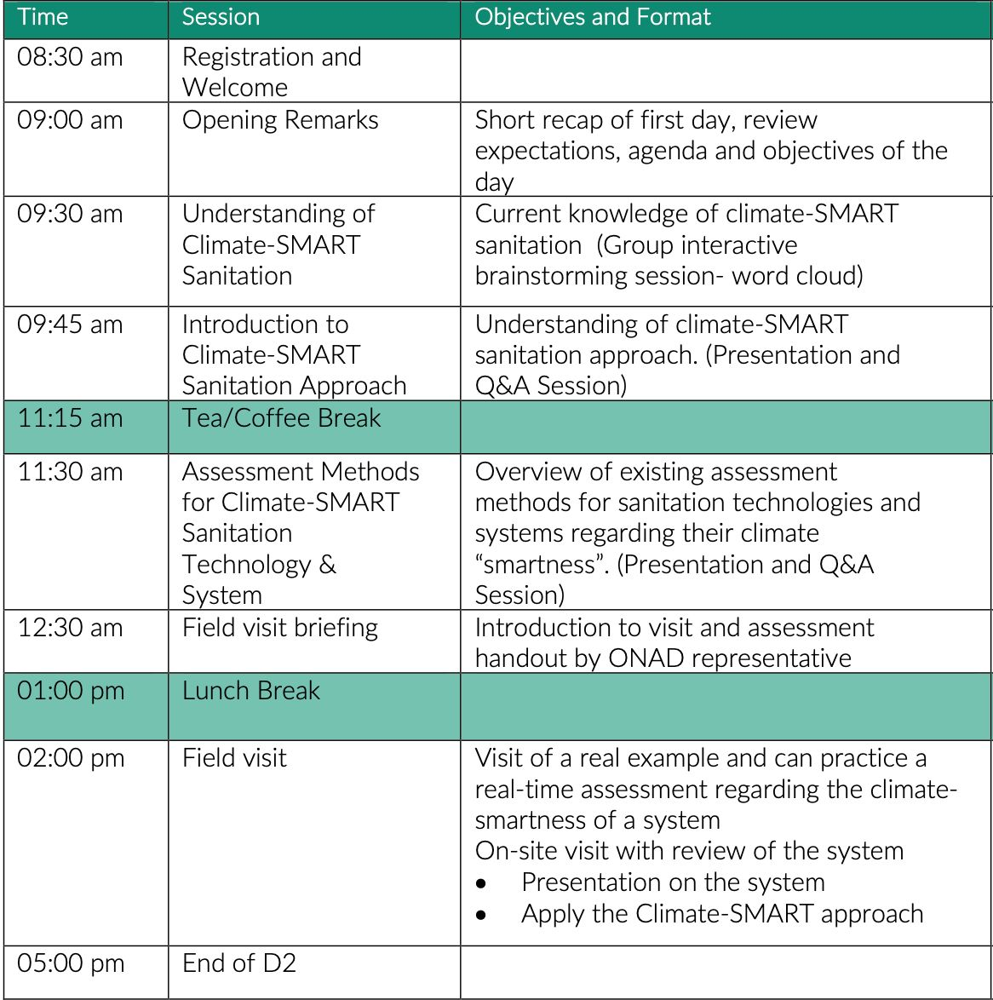 Time Session Objectives and Format
08:30 am Registration and
Welcome
09:00 am Opening Remarks Short recap of first day, review
expectations, agenda and objectives of the
day
09:30 am Understanding of Current knowledge of climate-SMART
Climate-SMART sanitation  (Group interactive
Sanitation brainstorming session- word cloud)
09:45 am Introduction to Understanding of climate-SMART
Climate-SMART sanitation approach. (Presentation and
Sanitation Approach Q&A Session)
11:15 am Tea/Coffee Break
11:30 am Assessment Methods Overview of existing assessment
for Climate-SMART methods for sanitation technologies and
Sanitation systems regarding their climate
Technology & “smartness”. (Presentation and Q&A
System Session)
12:30 am Field visit briefing Introduction to visit and assessment
handout by ONAD representative
01:00 pm Lunch Break
02:00 pm Field visit Visit of a real example and can practice a
real-time assessment regarding the climate-
smartness of a system
On-site visit with review of the system
• Presentation on the system
• Apply the Climate-SMART approach
05:00 pm End of D2